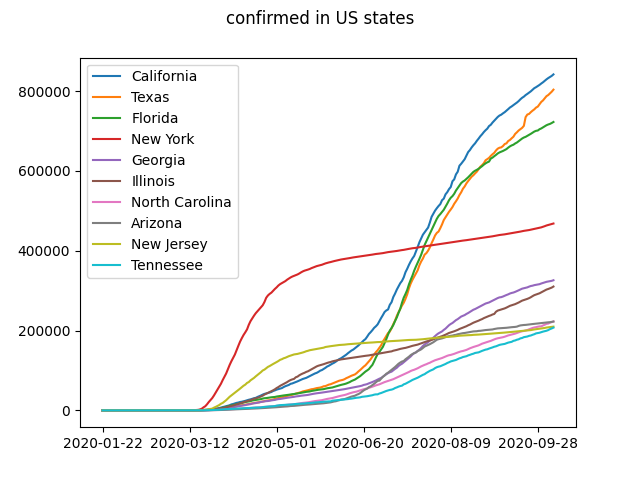 confirmed in US states
California
Texas
Florida
New York
Georgia
Illinois
North Carolina
Arizona
New Jersey
Tennessee
800000
600000
400000
200000
0
2020-01-22 2020-03-12 2020-05-01 2020-06-20 2020-08-09 2020-09-28